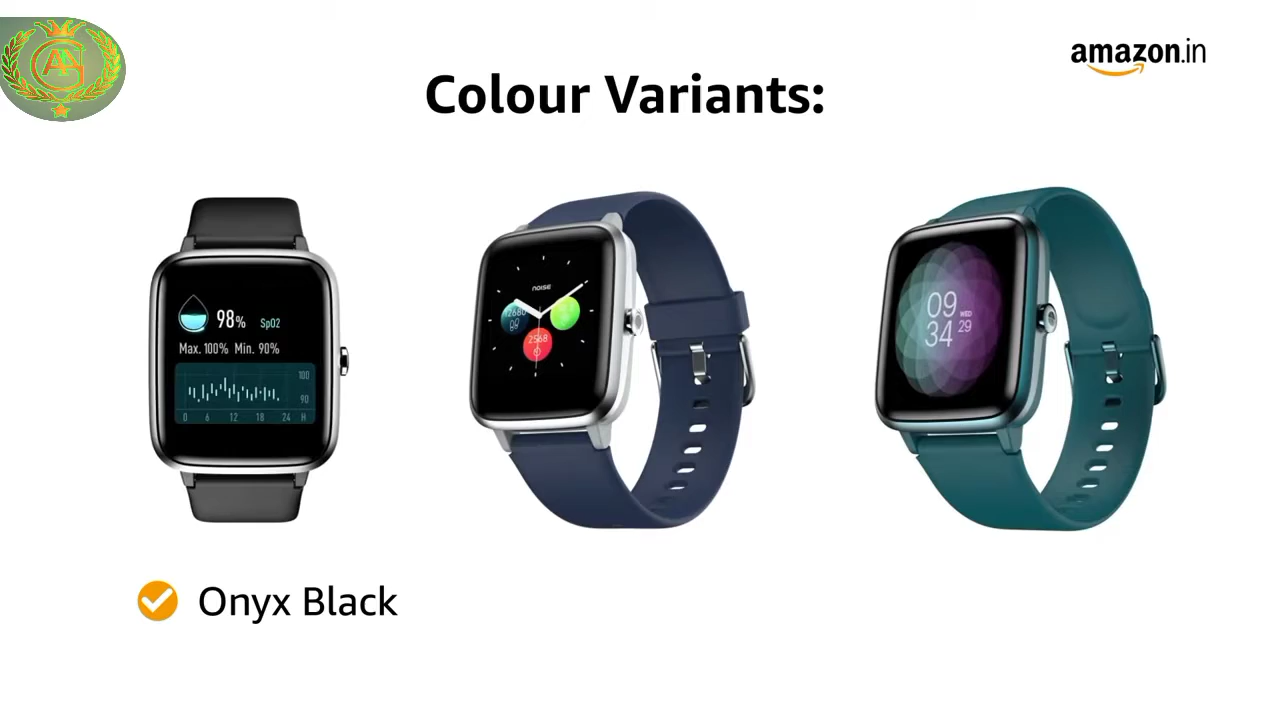 amazon.in
Colour Variants:
98% SpO2
Max. 100% Min. 90%
100
90
0 6 12 18 24 H
NOISE
2568
09
34
WED
29
Onyx Black